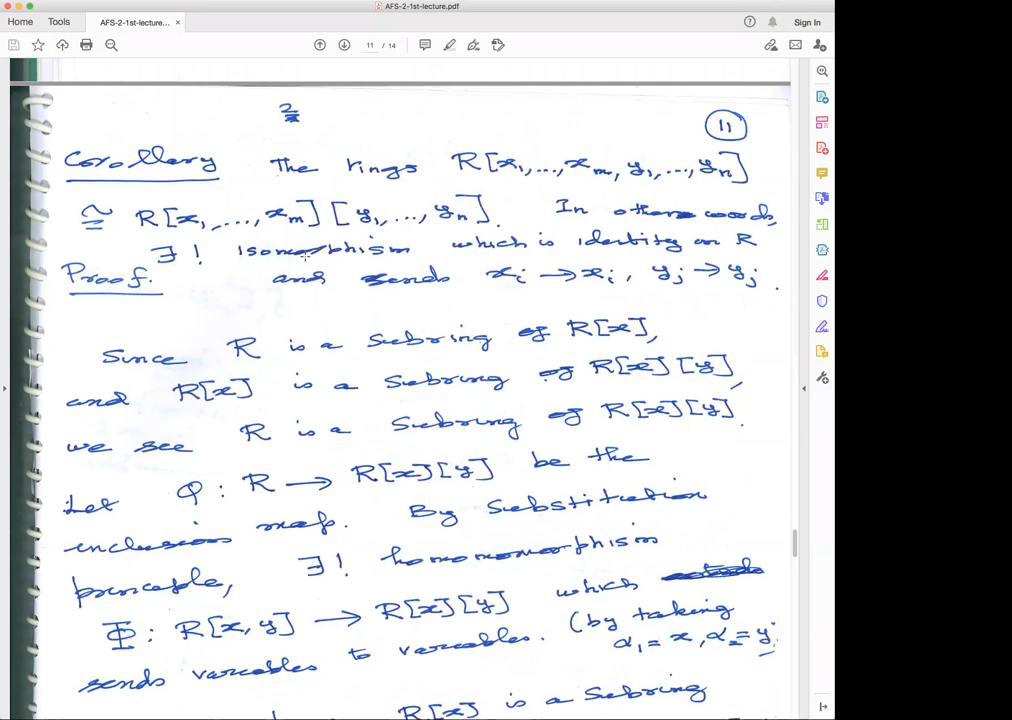 AFS-2-1st-lecture.pdf
Home Tools AFS-2-1st-lecture... × Sign In
11 / 14
2
11
Corollery The rings R[x₁,...,xₘ, y₁,...,yₙ]
≅ R[x₁,...,xₘ][y₁,...,yₙ]. In other words,
∃! isomorphism which is identity on R
Proof. and sends xᵢ → xᵢ, yⱼ → yⱼ.
Since R is a subring of R[x],
and R[x] is a subring of R[x][y],
we see R is a subring of R[x][y].
Let φ : R → R[x][y] be the
inclusion map. By Substitution
principle, ∃! homomorphism
Φ : R[x,y] → R[x][y] which
sends variables to variables. (by taking
α₁ = x, α₂ = y.
R[x] is a subring